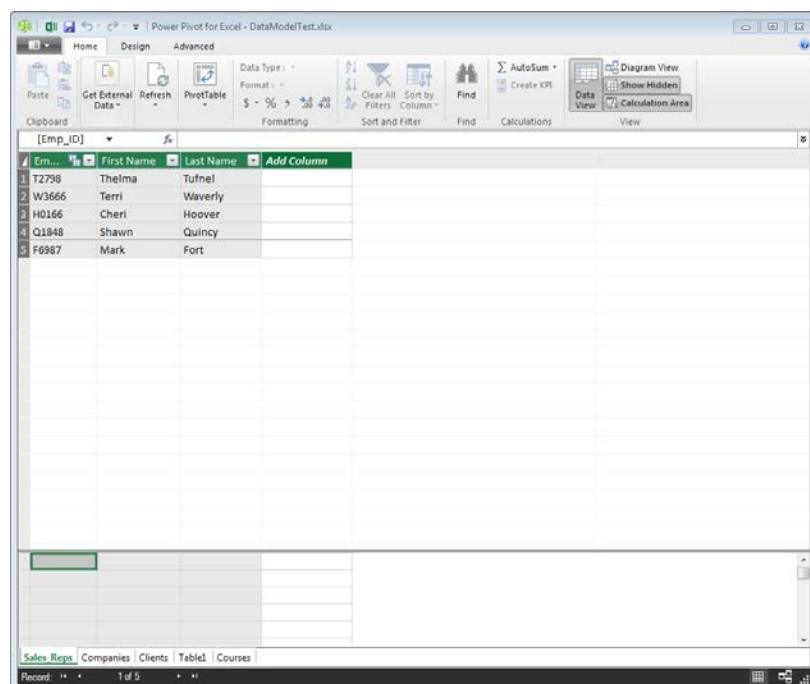 Power Pivot for Excel - DataModelTest.xlsx
Home Design Advanced
Paste
Clipboard
Get External Data
Refresh
PivotTable
Data Type :
Format :
$ % ,
Formatting
Clear All Filters
Sort by Column
Sort and Filter
Find
Find
AutoSum
Create KPI
Calculations
Data View
Diagram View
Show Hidden
Calculation Area
View
[Emp_ID] fx
Em... First Name Last Name Add Column
1 T2798 Thelma Tufnel
2 W3666 Terri Waverly
3 H0166 Cheri Hoover
4 Q1848 Shawn Quincy
5 F6987 Mark Fort
Sales_Reps Companies Clients Table1 Courses
Record: 1 of 5